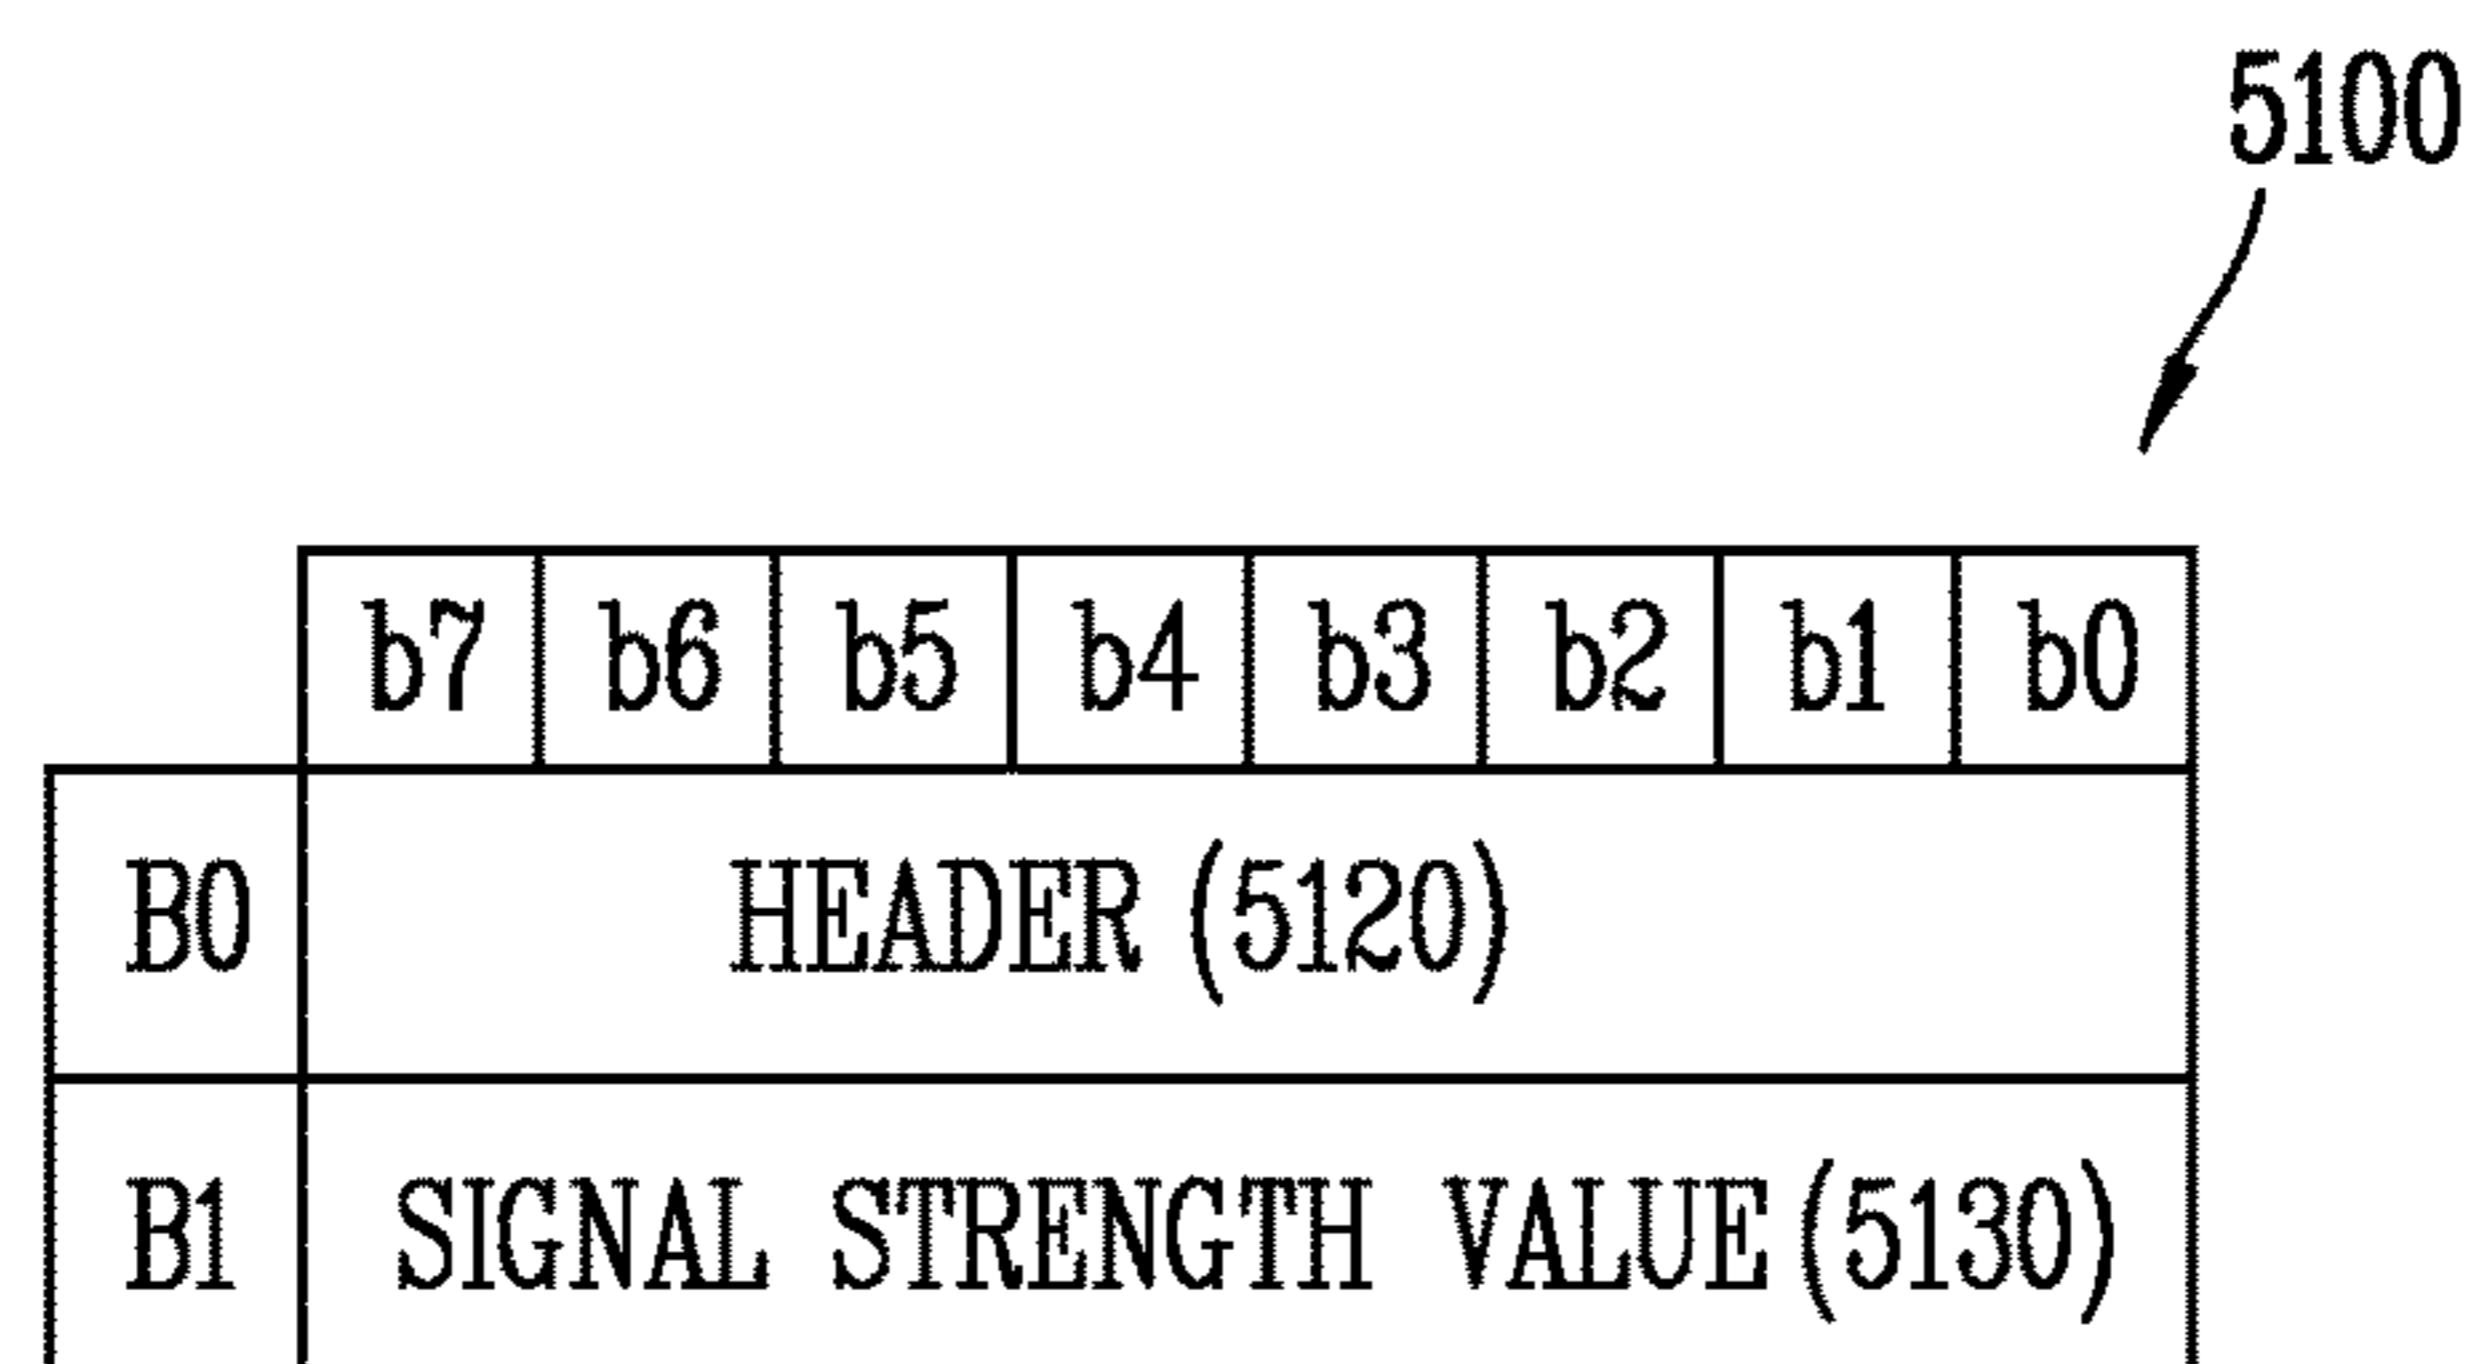 5100
b7 b6 b5 b4 b3 b2 b1 b0
B0 HEADER (5120)
B1 SIGNAL STRENGTH VALUE (5130)